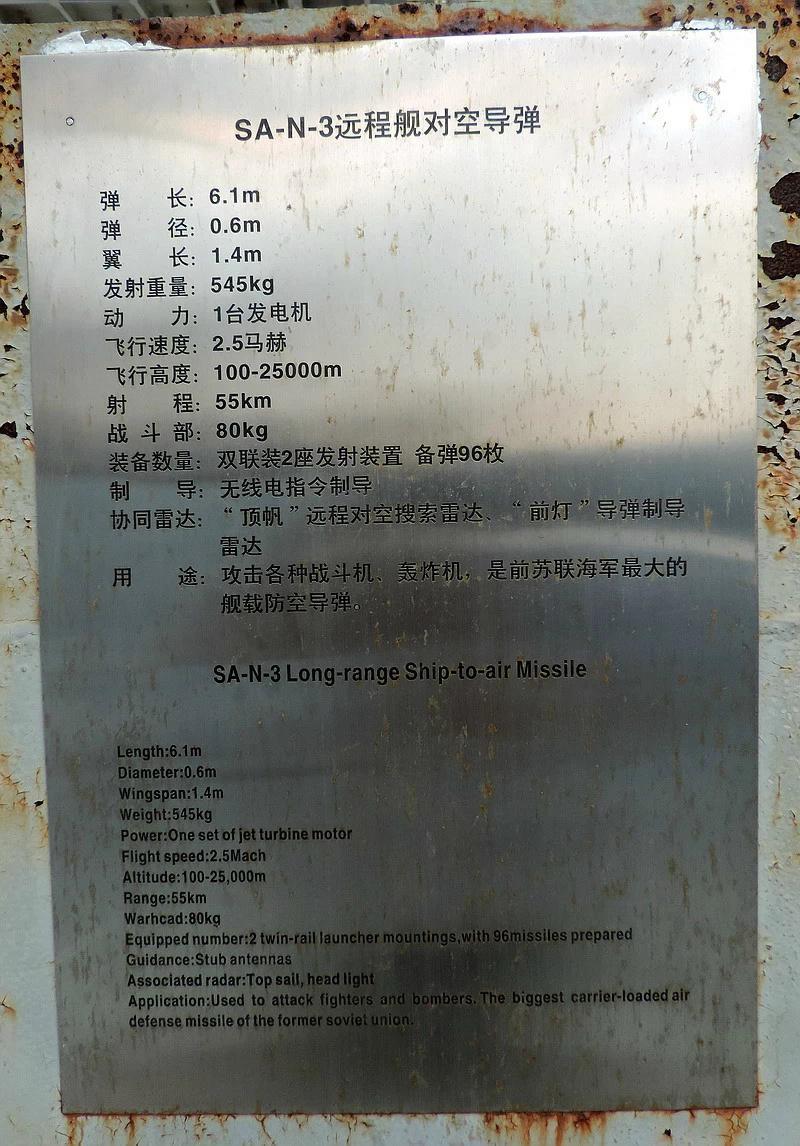 SA-N-3远程舰对空导弹
弹 长: 6.1m
弹 径: 0.6m
翼 长: 1.4m
发射重量: 545kg
动 力: 1台发电机
飞行速度: 2.5马赫
飞行高度: 100-25000m
射 程: 55km
战 斗 部: 80kg
装备数量: 双联装2座发射装置 备弹96枚
制 导: 无线电指令制导
协同雷达: “顶帆”远程对空搜索雷达、“前灯”导弹制导
雷达
用 途: 攻击各种战斗机、轰炸机，是前苏联海军最大的
舰载防空导弹。
SA-N-3 Long-range Ship-to-air Missile
Length:6.1m
Diameter:0.6m
Wingspan:1.4m
Weight:545kg
Power:One set of jet turbine motor
Flight speed:2.5Mach
Altitude:100-25,000m
Range:55km
Warhcad:80kg
Equipped number:2 twin-rail launcher mountings,with 96missiles prepared
Guidance:Stub antennas
Associated radar:Top sail, head light
Application:Used to attack fighters and bombers. The biggest carrier-loaded air
defense missile of the former soviet union.